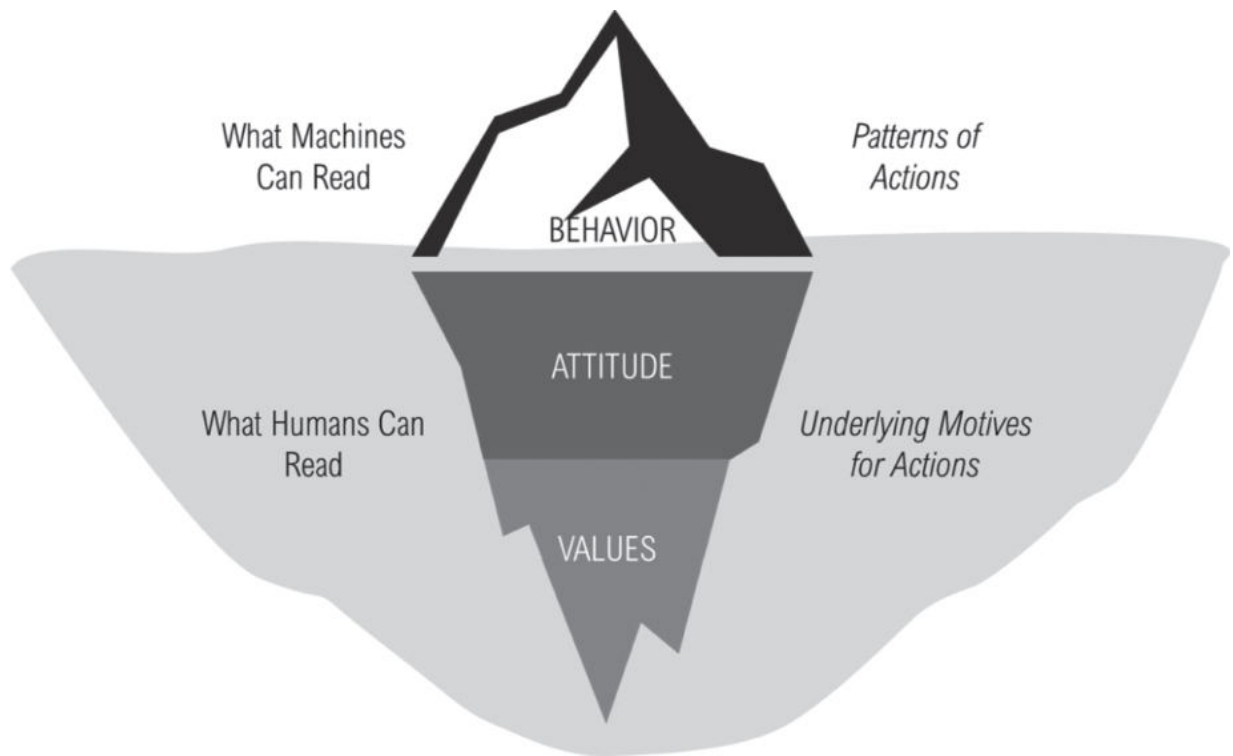 What Machines
Can Read
Patterns of
Actions
BEHAVIOR
ATTITUDE
What Humans Can
Read
Underlying Motives
for Actions
VALUES